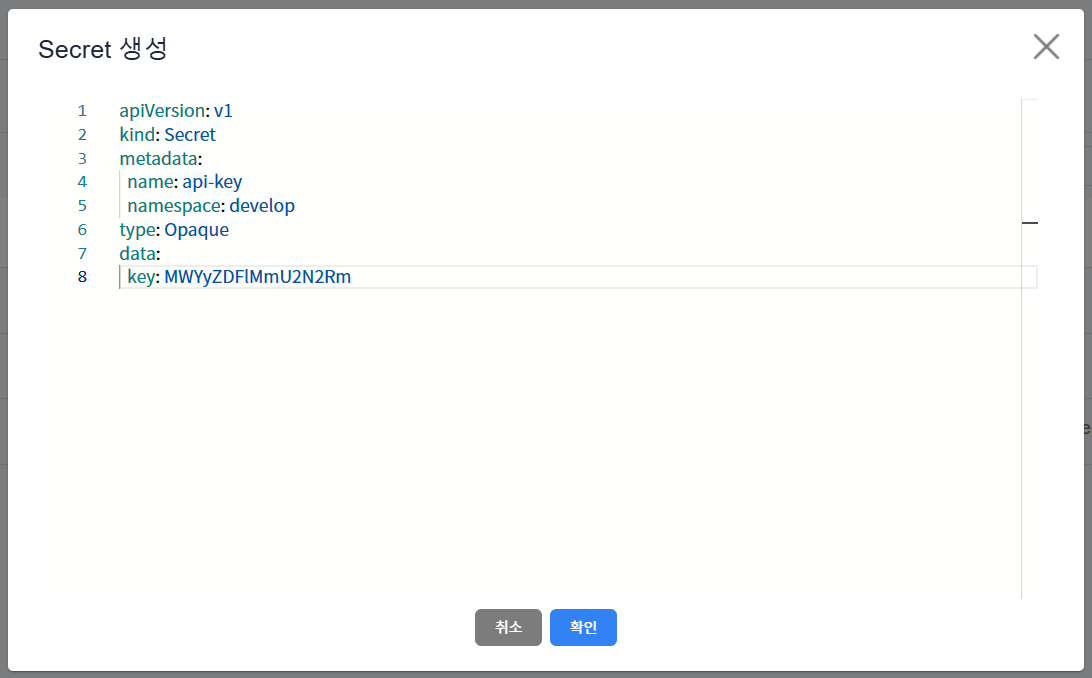 Secret 생성
1 apiVersion: v1
2 kind: Secret
3 metadata:
4 name: api-key
5 namespace: develop
6 type: Opaque
7 data:
8 key: MWYyZDFlMmU2N2Rm
취소 확인